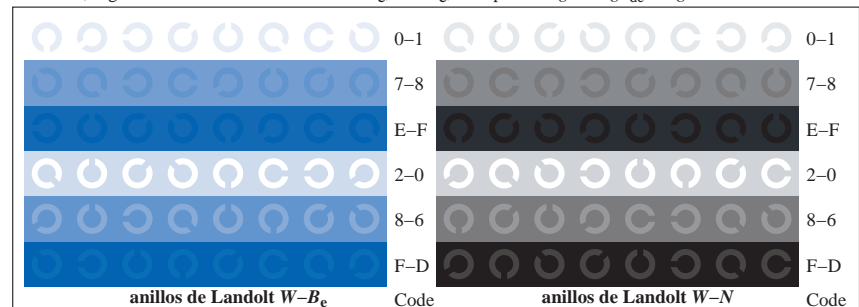 0–1 0–1
7–8 7–8
E–F E–F
2–0 2–0
8–6 8–6
F–D F–D
anillos de Landolt W–Be Code anillos de Landolt W–N Code